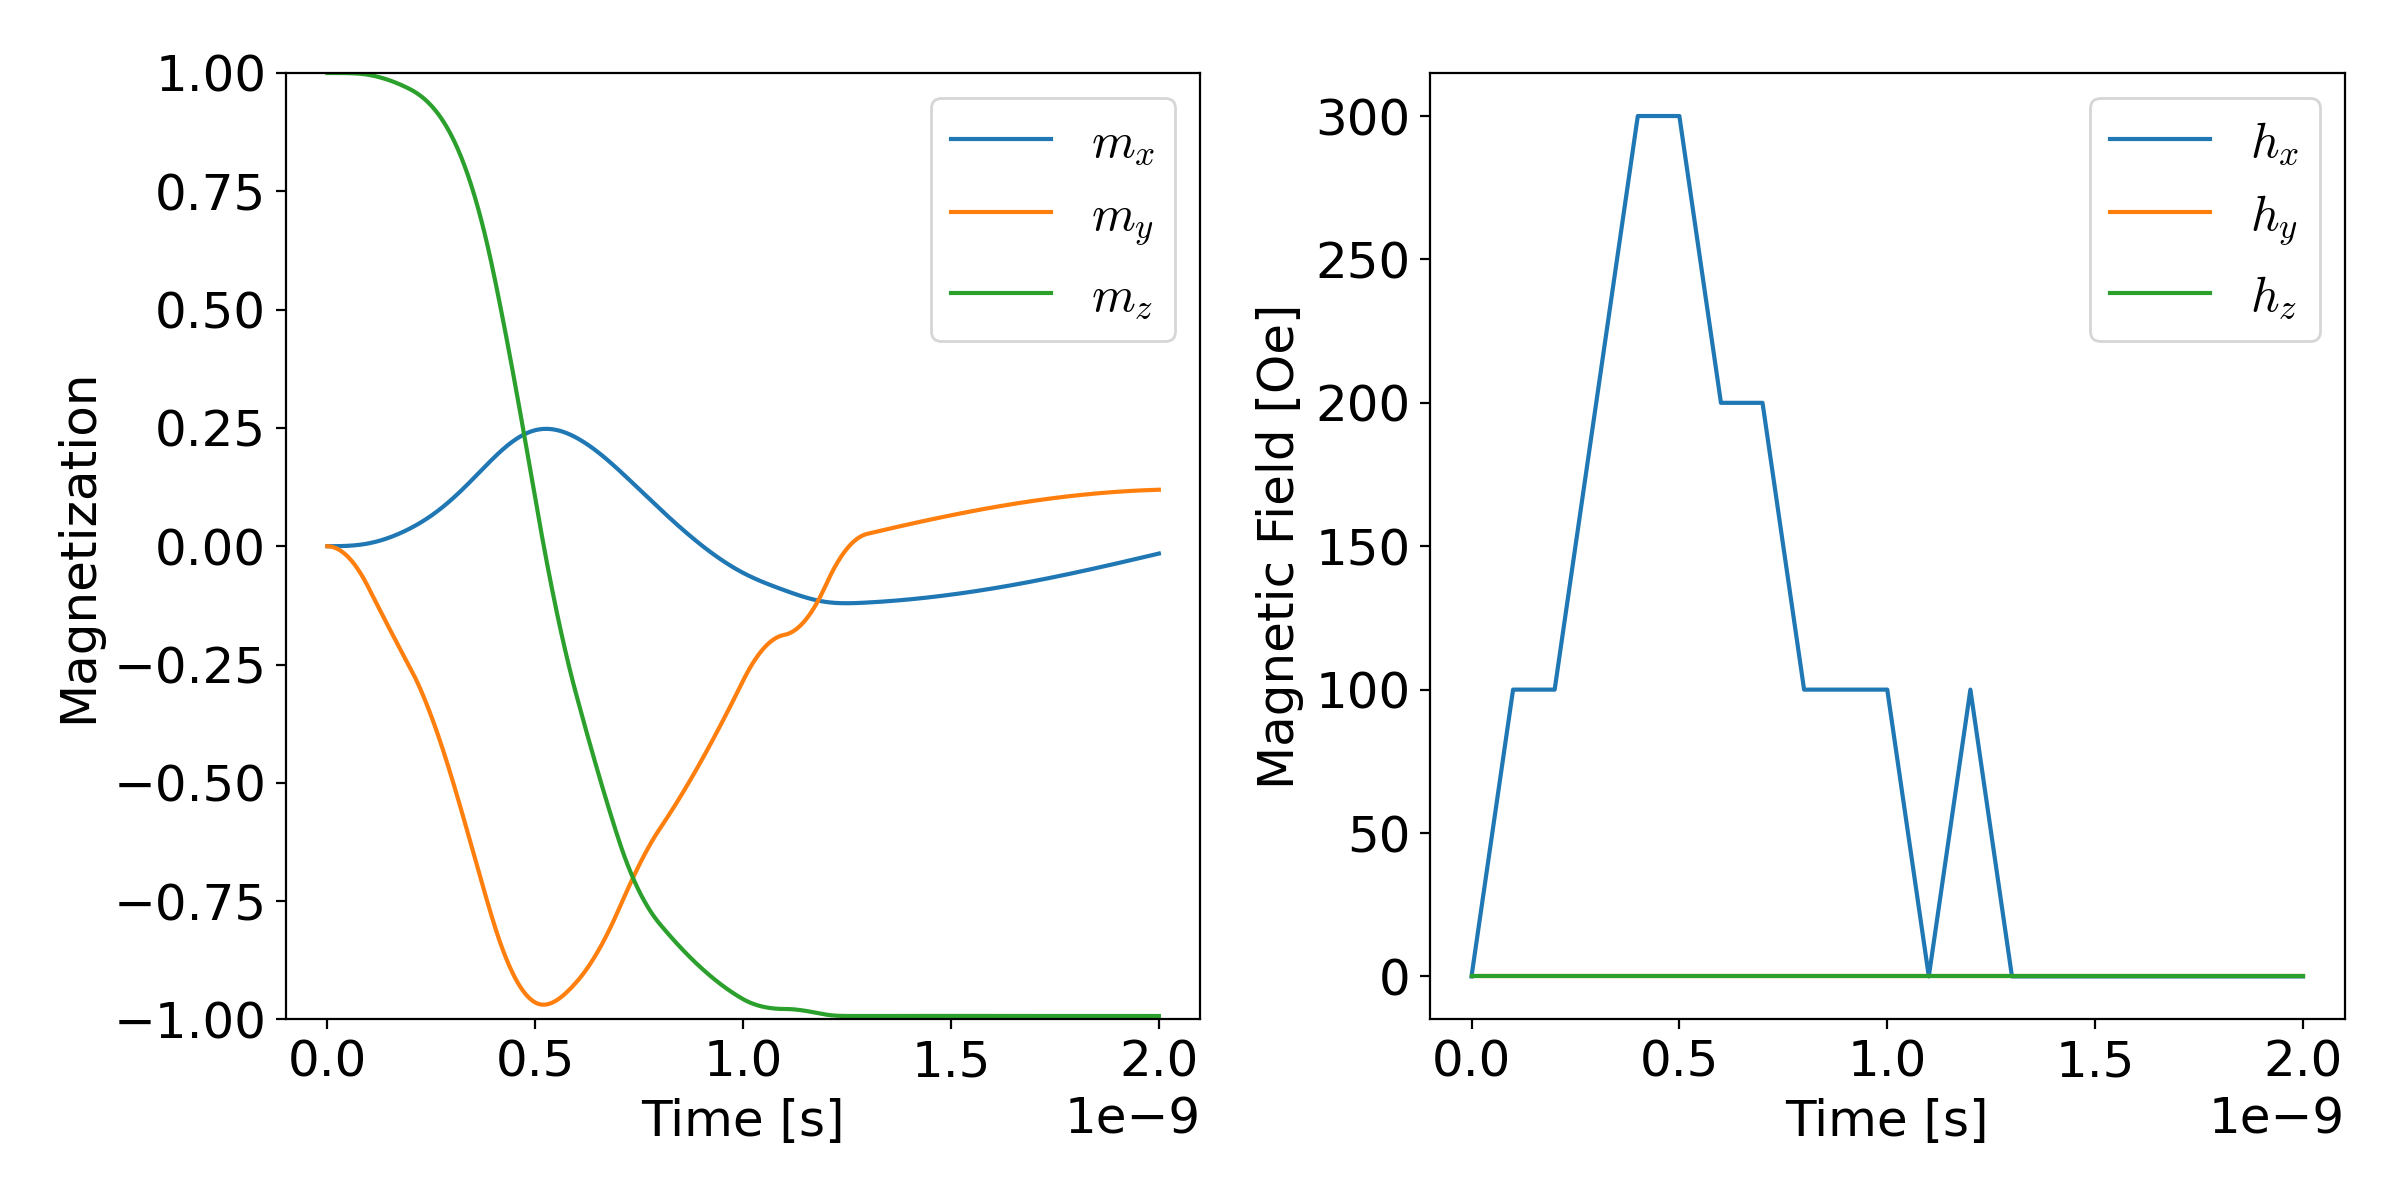 Magnetization
1.00
0.75
0.50
0.25
0.00
−0.25
−0.50
−0.75
−1.00
0.0 0.5 1.0 1.5 2.0
Time [s]
1e−9
m_x
m_y
m_z
Magnetic Field [Oe]
300
250
200
150
100
50
0
0.0 0.5 1.0 1.5 2.0
Time [s]
1e−9
h_x
h_y
h_z